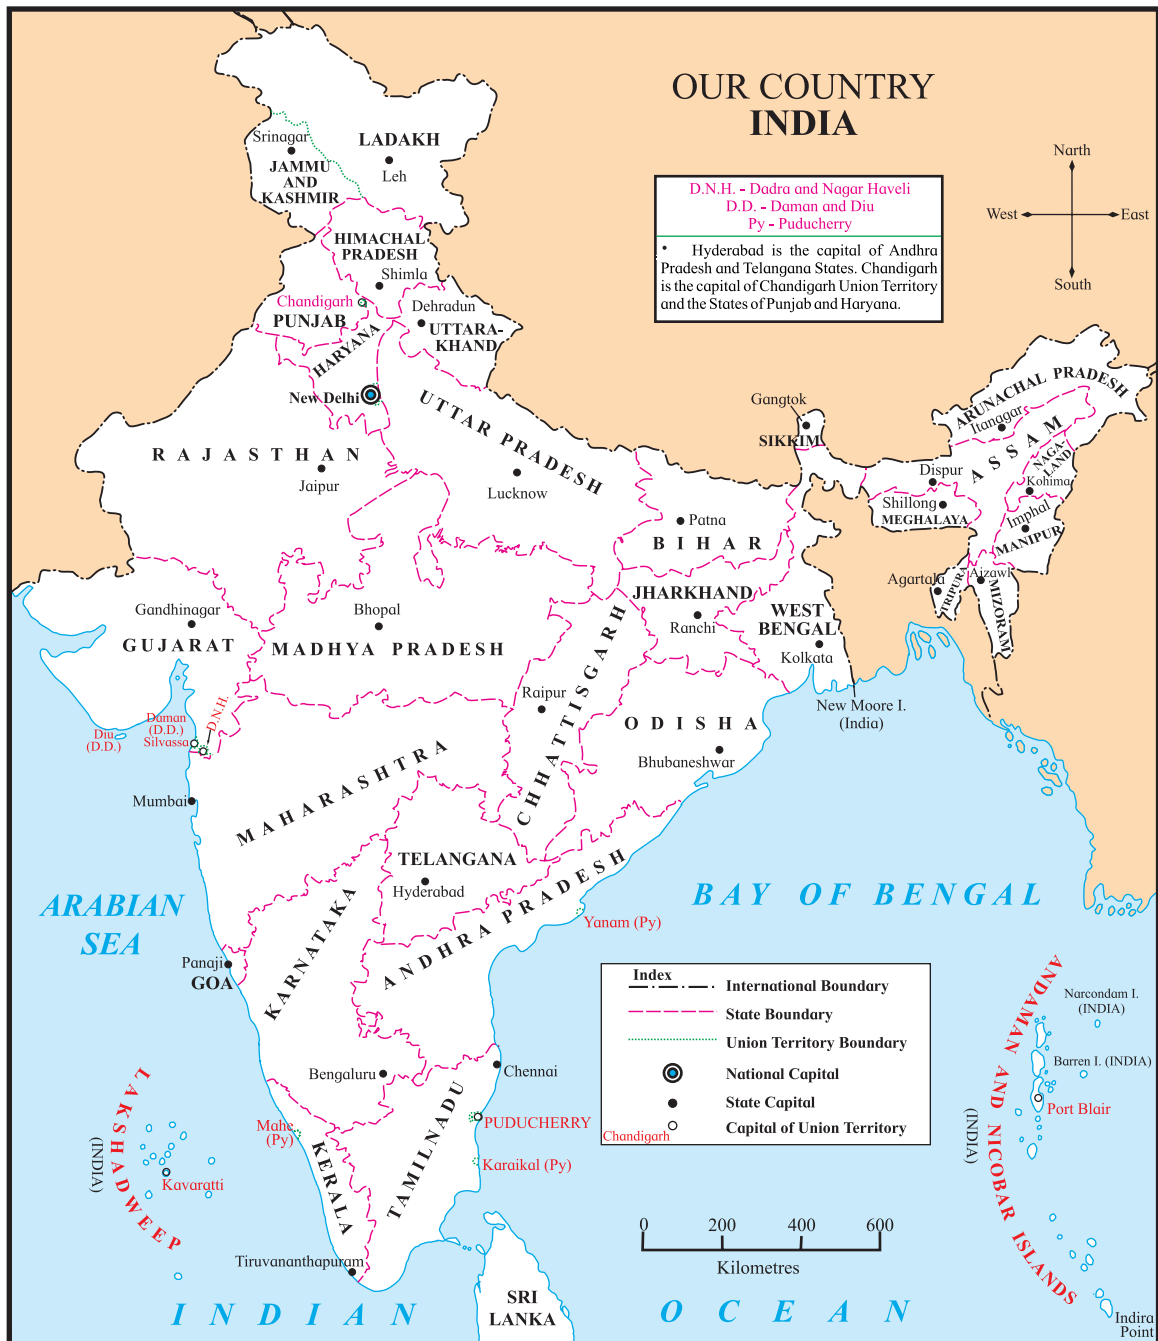 OUR COUNTRY
INDIA
Narth
West
East
South
D.N.H. - Dadra and Nagar Haveli
D.D. - Daman and Diu
Py - Puducherry
• Hyderabad is the capital of Andhra
Pradesh and Telangana States. Chandigarh
is the capital of Chandigarh Union Territory
and the States of Punjab and Haryana.
Srinagar
LADAKH
Leh
JAMMU
AND
KASHMIR
HIMACHAL
PRADESH
Shimla
Chandigarh
PUNJAB
Dehradun
UTTARA-
KHAND
HARYANA
New Delhi
UTTAR PRADESH
Lucknow
RAJASTHAN
Jaipur
Gangtok
SIKKIM
ARUNACHAL PRADESH
Itanagar
ASSAM
Dispur
NAGA-
LAND
Kohima
Shillong
MEGHALAYA
Imphal
MANIPUR
Patna
BIHAR
Agartala
TRIPURA
Aizawl
MIZORAM
JHARKHAND
Ranchi
WEST
BENGAL
Kolkata
New Moore I.
(India)
Gandhinagar
GUJARAT
Bhopal
MADHYA PRADESH
Raipur
CHHATTISGARH
ODISHA
Bhubaneshwar
Daman
(D.D.)
Silvassa
D.N.H.
Diu
(D.D.)
Mumbai
MAHARASHTRA
TELANGANA
Hyderabad
ANDHRA PRADESH
Yanam (Py)
ARABIAN
SEA
BAY OF BENGAL
Panaji
GOA
KARNATAKA
Bengaluru
Chennai
TAMILNADU
PUDUCHERRY
Karaikal (Py)
Mahe
(Py)
KERALA
Tiruvananthapuram
LAKSHADWEEP
(INDIA)
Kavaratti
Index
International Boundary
State Boundary
Union Territory Boundary
National Capital
State Capital
Chandigarh
Capital of Union Territory
ANDAMAN AND NICOBAR ISLANDS
(INDIA)
Narcondam I.
(INDIA)
Barren I. (INDIA)
Port Blair
Indira
Point
0 200 400 600
Kilometres
SRI
LANKA
INDIAN OCEAN